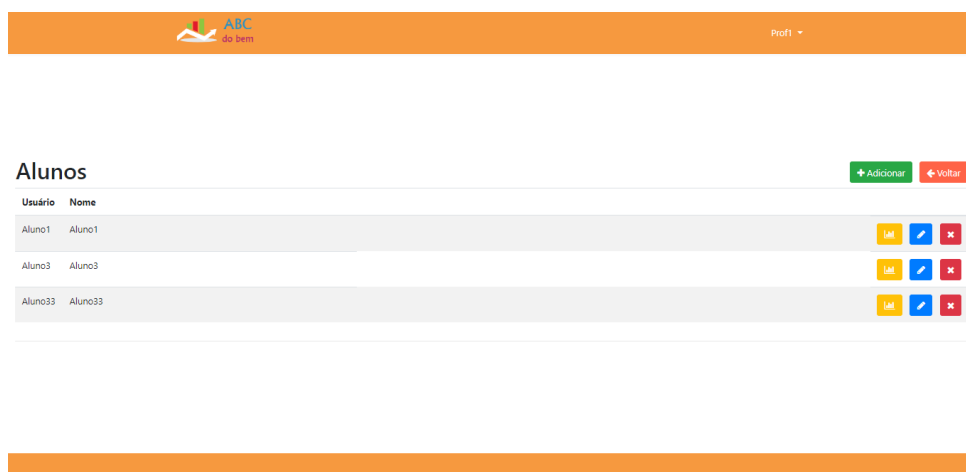 ABC
do bem
Prof1
Alunos
Adicionar
Voltar
Usuário Nome
Aluno1 Aluno1
Aluno3 Aluno3
Aluno33 Aluno33